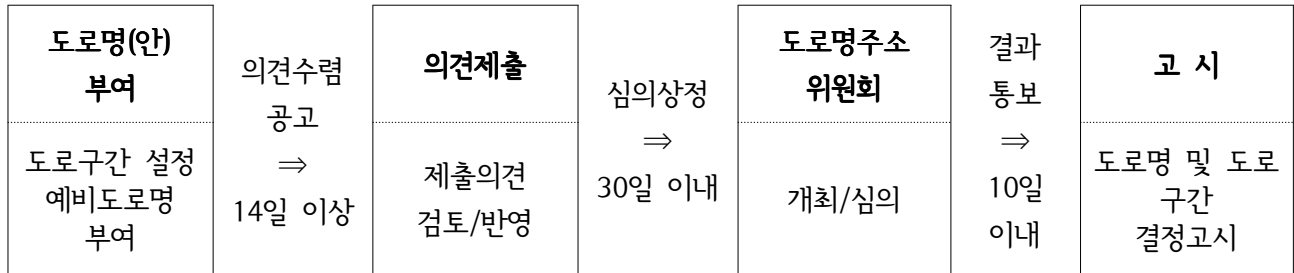 도로명(안)
부여
도로구간 설정
예비도로명
부여
의견수렴
공고
⇒
14일 이상
의견제출
제출의견
검토/반영
심의상정
⇒
30일 이내
도로명주소
위원회
개최/심의
결과
통보
⇒
10일
이내
고 시
도로명 및 도로
구간
결정고시